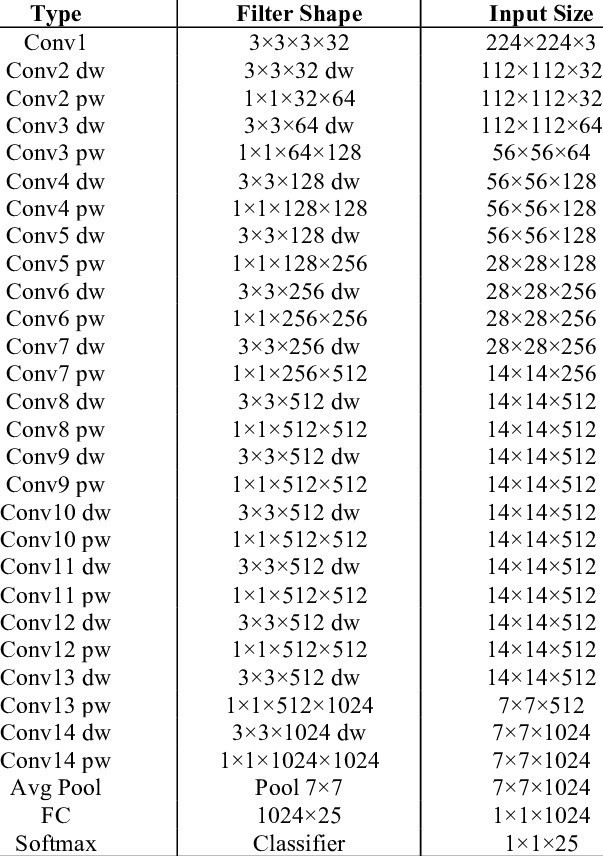 Type Filter Shape Input Size
Conv1 3×3×3×32 224×224×3
Conv2 dw 3×3×32 dw 112×112×32
Conv2 pw 1×1×32×64 112×112×32
Conv3 dw 3×3×64 dw 112×112×64
Conv3 pw 1×1×64×128 56×56×64
Conv4 dw 3×3×128 dw 56×56×128
Conv4 pw 1×1×128×128 56×56×128
Conv5 dw 3×3×128 dw 56×56×128
Conv5 pw 1×1×128×256 28×28×128
Conv6 dw 3×3×256 dw 28×28×256
Conv6 pw 1×1×256×256 28×28×256
Conv7 dw 3×3×256 dw 28×28×256
Conv7 pw 1×1×256×512 14×14×256
Conv8 dw 3×3×512 dw 14×14×512
Conv8 pw 1×1×512×512 14×14×512
Conv9 dw 3×3×512 dw 14×14×512
Conv9 pw 1×1×512×512 14×14×512
Conv10 dw 3×3×512 dw 14×14×512
Conv10 pw 1×1×512×512 14×14×512
Conv11 dw 3×3×512 dw 14×14×512
Conv11 pw 1×1×512×512 14×14×512
Conv12 dw 3×3×512 dw 14×14×512
Conv12 pw 1×1×512×512 14×14×512
Conv13 dw 3×3×512 dw 14×14×512
Conv13 pw 1×1×512×1024 7×7×512
Conv14 dw 3×3×1024 dw 7×7×1024
Conv14 pw 1×1×1024×1024 7×7×1024
Avg Pool Pool 7×7 7×7×1024
FC 1024×25 1×1×1024
Softmax Classifier 1×1×25